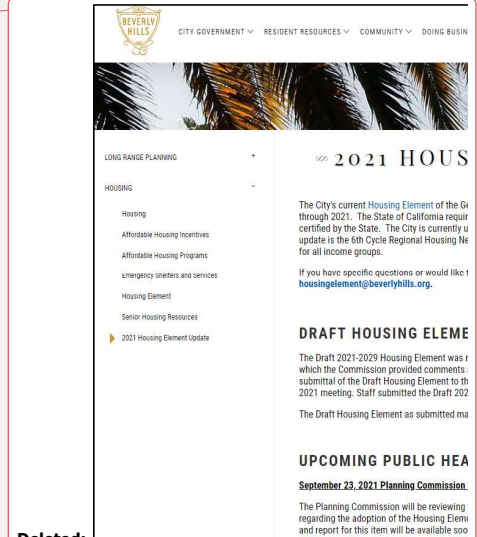 BEVERLY
HILLS
CITY GOVERNMENT RESIDENT RESOURCES COMMUNITY DOING BUSIN
LONG RANGE PLANNING +
HOUSING -
Housing
Affordable Housing Incentives
Affordable Housing Programs
Emergency Shelters and Services
Housing Element
Senior Housing Resources
2021 Housing Element Update
2021 HOUS
The City's current Housing Element of the Ge
through 2021. The State of California requir
certified by the State. The City is currently u
update is the 6th Cycle Regional Housing Ne
for all income groups.
If you have specific questions or would like t
housingelement@beverlyhills.org.
DRAFT HOUSING ELEME
The Draft 2021-2029 Housing Element was r
which the Commission provided comments
submittal of the Draft Housing Element to th
2021 meeting. Staff submitted the Draft 202
The Draft Housing Element as submitted ma
UPCOMING PUBLIC HEA
September 23, 2021 Planning Commission
The Planning Commission will be reviewing
regarding the adoption of the Housing Eleme
and report for this item will be available soo
Deleted: